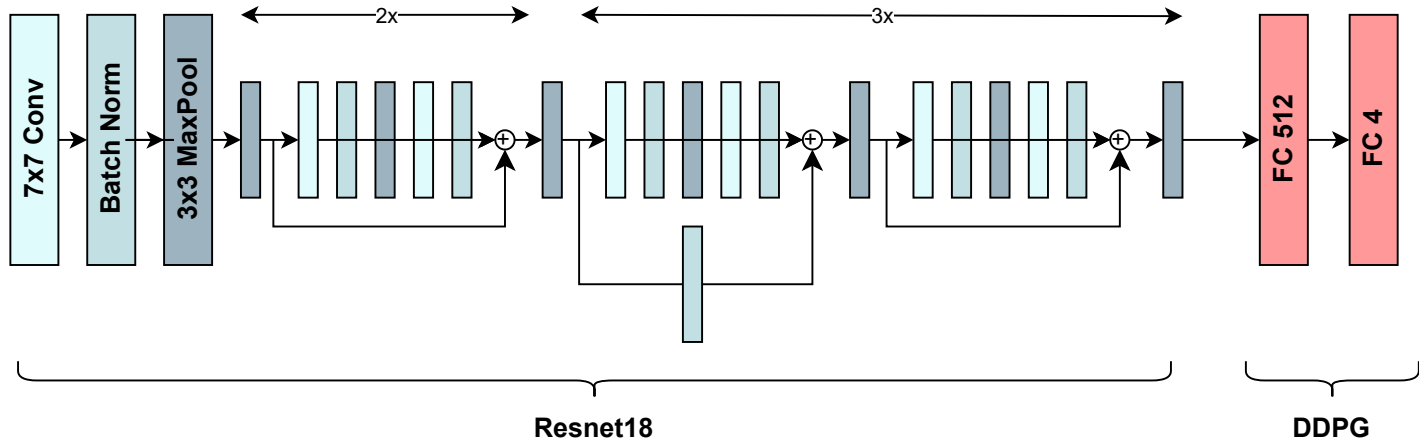 2x
3x
7x7 Conv
Batch Norm
3x3 MaxPool
FC 512
FC 4
Resnet18
DDPG